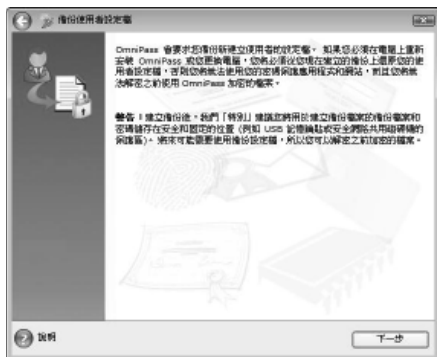 備份使用者設定檔
OmniPass 會要求您備份新建立使用者的設定檔。 如果您必須在電腦上重新
安裝 OmniPass 或您更換電腦，您將必須從您現在建立的備份上還原您的使
用者設定檔，否則您將無法使用您的密碼保護應用程式和網站，而且您將無
法解密之前使用 OmniPass 加密的檔案。
警告！建立備份後，我們「特別」建議您將用於建立備份檔案的備份檔案和
密碼儲存在安全和固定的位置 (例如 USB 記憶鑰匙或安全網路共用磁碟機的
保護區)。 將來可能需要使用備份設定檔，所以您可以解密之前加密的檔案。
說明
下一步